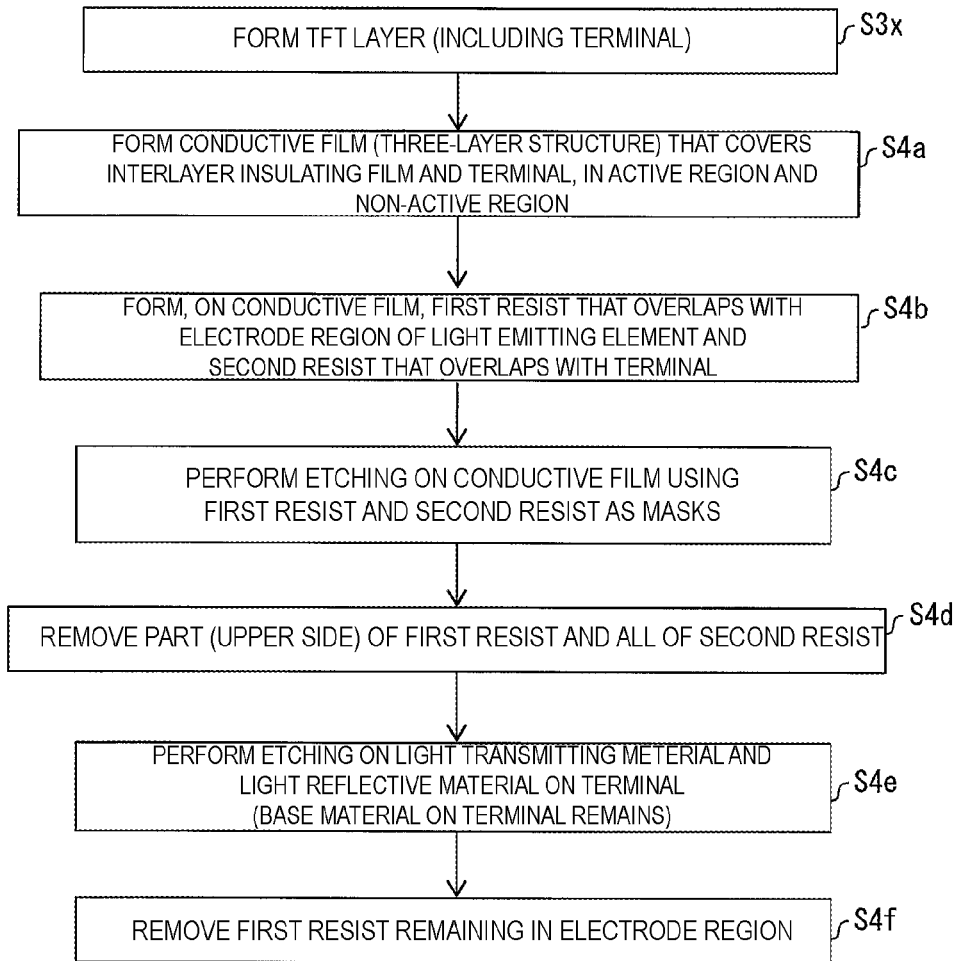 FORM TFT LAYER (INCLUDING TERMINAL)
S3x
FORM CONDUCTIVE FILM (THREE-LAYER STRUCTURE) THAT COVERS
INTERLAYER INSULATING FILM AND TERMINAL, IN ACTIVE REGION AND
NON-ACTIVE REGION
S4a
FORM, ON CONDUCTIVE FILM, FIRST RESIST THAT OVERLAPS WITH
ELECTRODE REGION OF LIGHT EMITTING ELEMENT AND
SECOND RESIST THAT OVERLAPS WITH TERMINAL
S4b
PERFORM ETCHING ON CONDUCTIVE FILM USING
FIRST RESIST AND SECOND RESIST AS MASKS
S4c
REMOVE PART (UPPER SIDE) OF FIRST RESIST AND ALL OF SECOND RESIST
S4d
PERFORM ETCHING ON LIGHT TRANSMITTING METERIAL AND
LIGHT REFLECTIVE MATERIAL ON TERMINAL
(BASE MATERIAL ON TERMINAL REMAINS)
S4e
REMOVE FIRST RESIST REMAINING IN ELECTRODE REGION
S4f